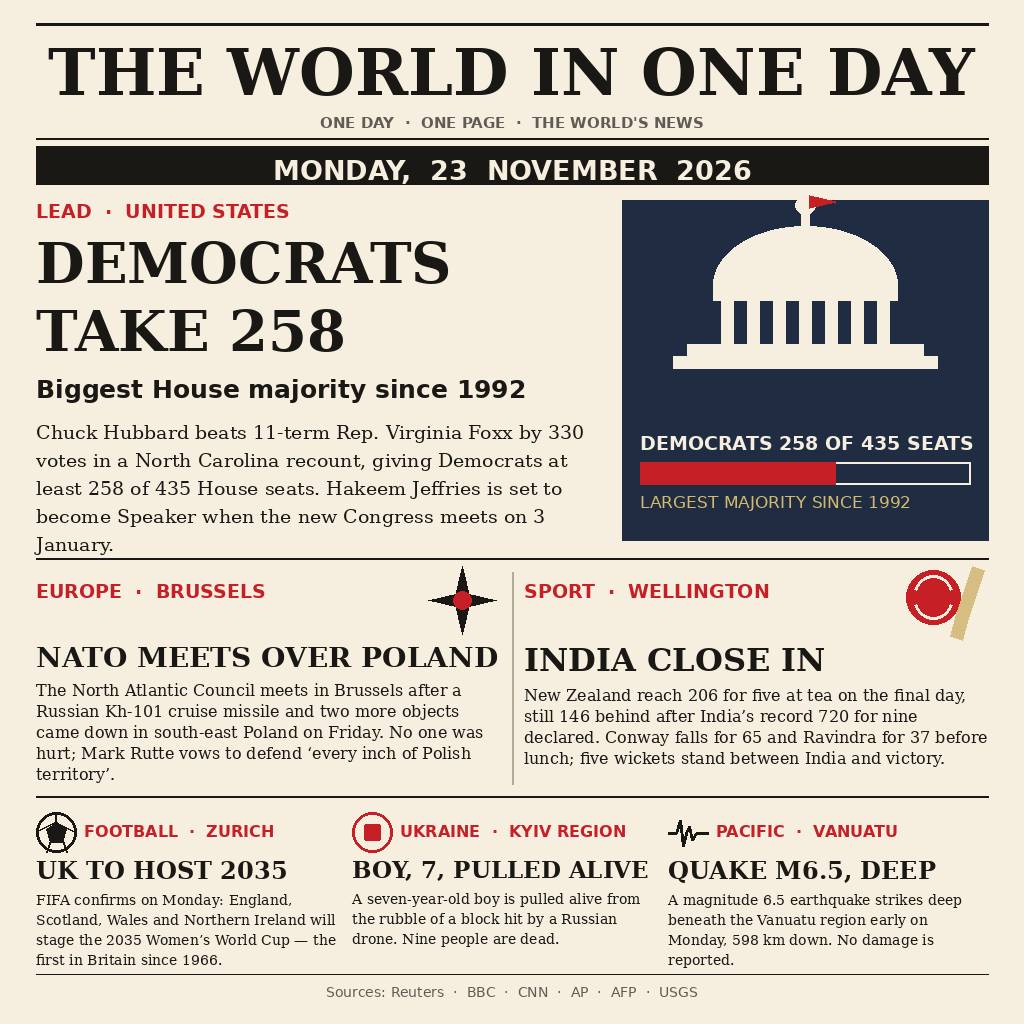 THE WORLD IN ONE DAY
ONE DAY · ONE PAGE · THE WORLD'S NEWS
MONDAY, 23 NOVEMBER 2026
LEAD · UNITED STATES
DEMOCRATS
TAKE 258
Biggest House majority since 1992
Chuck Hubbard beats 11-term Rep. Virginia Foxx by 330
votes in a North Carolina recount, giving Democrats at
least 258 of 435 House seats. Hakeem Jeffries is set to
become Speaker when the new Congress meets on 3
January.
DEMOCRATS 258 OF 435 SEATS
LARGEST MAJORITY SINCE 1992
EUROPE · BRUSSELS
NATO MEETS OVER POLAND
The North Atlantic Council meets in Brussels after a
Russian Kh-101 cruise missile and two more objects
came down in south-east Poland on Friday. No one was
hurt; Mark Rutte vows to defend ‘every inch of Polish
territory’.
SPORT · WELLINGTON
INDIA CLOSE IN
New Zealand reach 206 for five at tea on the final day,
still 146 behind after India’s record 720 for nine
declared. Conway falls for 65 and Ravindra for 37 before
lunch; five wickets stand between India and victory.
FOOTBALL · ZURICH
UK TO HOST 2035
FIFA confirms on Monday: England,
Scotland, Wales and Northern Ireland will
stage the 2035 Women’s World Cup — the
first in Britain since 1966.
UKRAINE · KYIV REGION
BOY, 7, PULLED ALIVE
A seven-year-old boy is pulled alive from
the rubble of a block hit by a Russian
drone. Nine people are dead.
PACIFIC · VANUATU
QUAKE M6.5, DEEP
A magnitude 6.5 earthquake strikes deep
beneath the Vanuatu region early on
Monday, 598 km down. No damage is
reported.
Sources: Reuters · BBC · CNN · AP · AFP · USGS